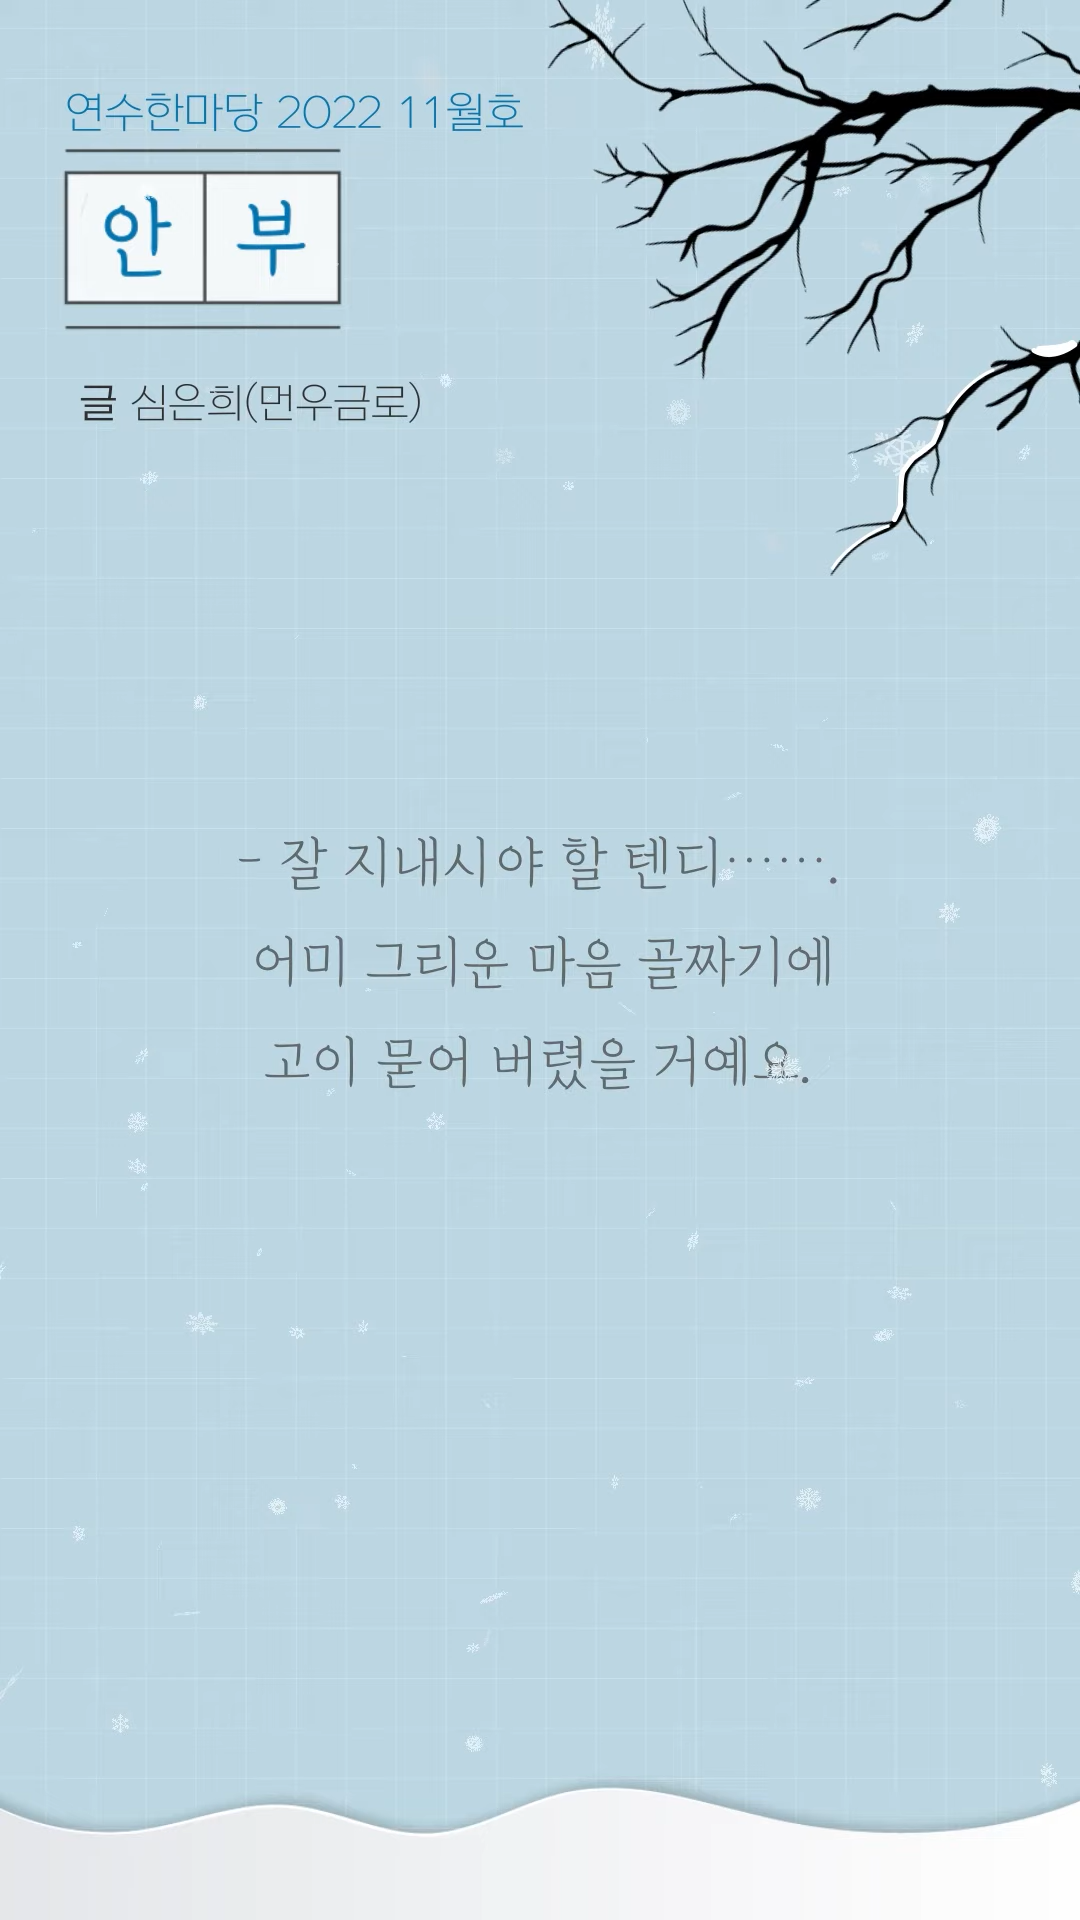 연수한마당 2022 11월호
안부
글 심은희(먼우금로)
- 잘 지내시야 할 텐디…….
어미 그리운 마음 골짜기에
고이 묻어 버렸을 거예요.